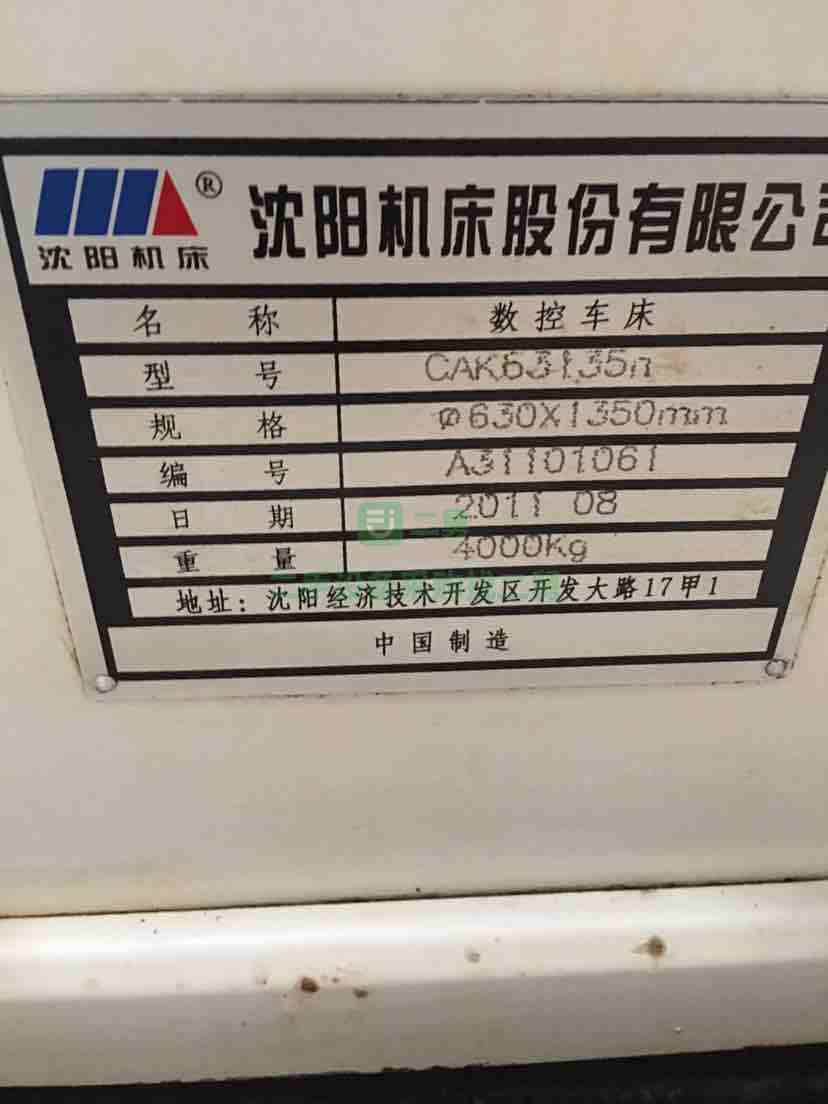 沈阳机床® 沈阳机床股份有限公司
名 称 数控车床
型 号 CAK63135n
规 格 φ630X1350mm
编 号 A31101061
日 期 2011 08
重 量 4000Kg
地址：沈阳经济技术开发区开发大路17甲1
中国制造